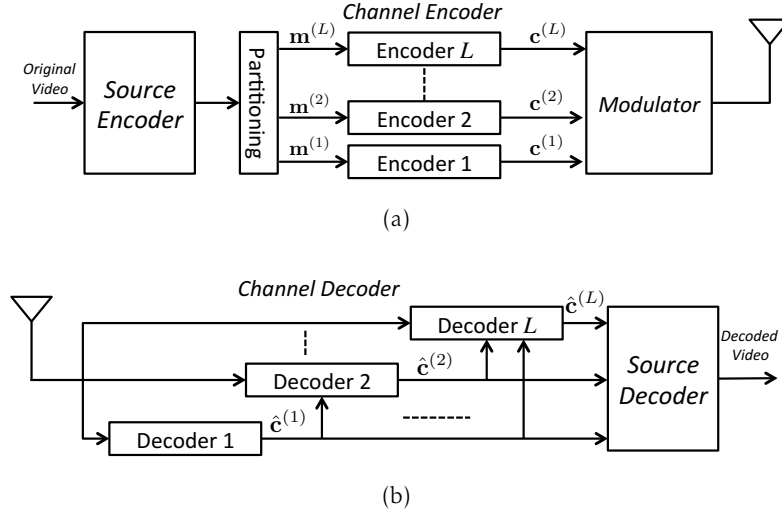 Channel Encoder
Original
Video
Source
Encoder
Partitioning
m^(L)
Encoder L
c^(L)
m^(2)
Encoder 2
c^(2)
m^(1)
Encoder 1
c^(1)
Modulator
(a)
Channel Decoder
Decoder L
ĉ^(L)
Decoder 2
ĉ^(2)
Decoder 1
ĉ^(1)
Source
Decoder
Decoded
Video
(b)